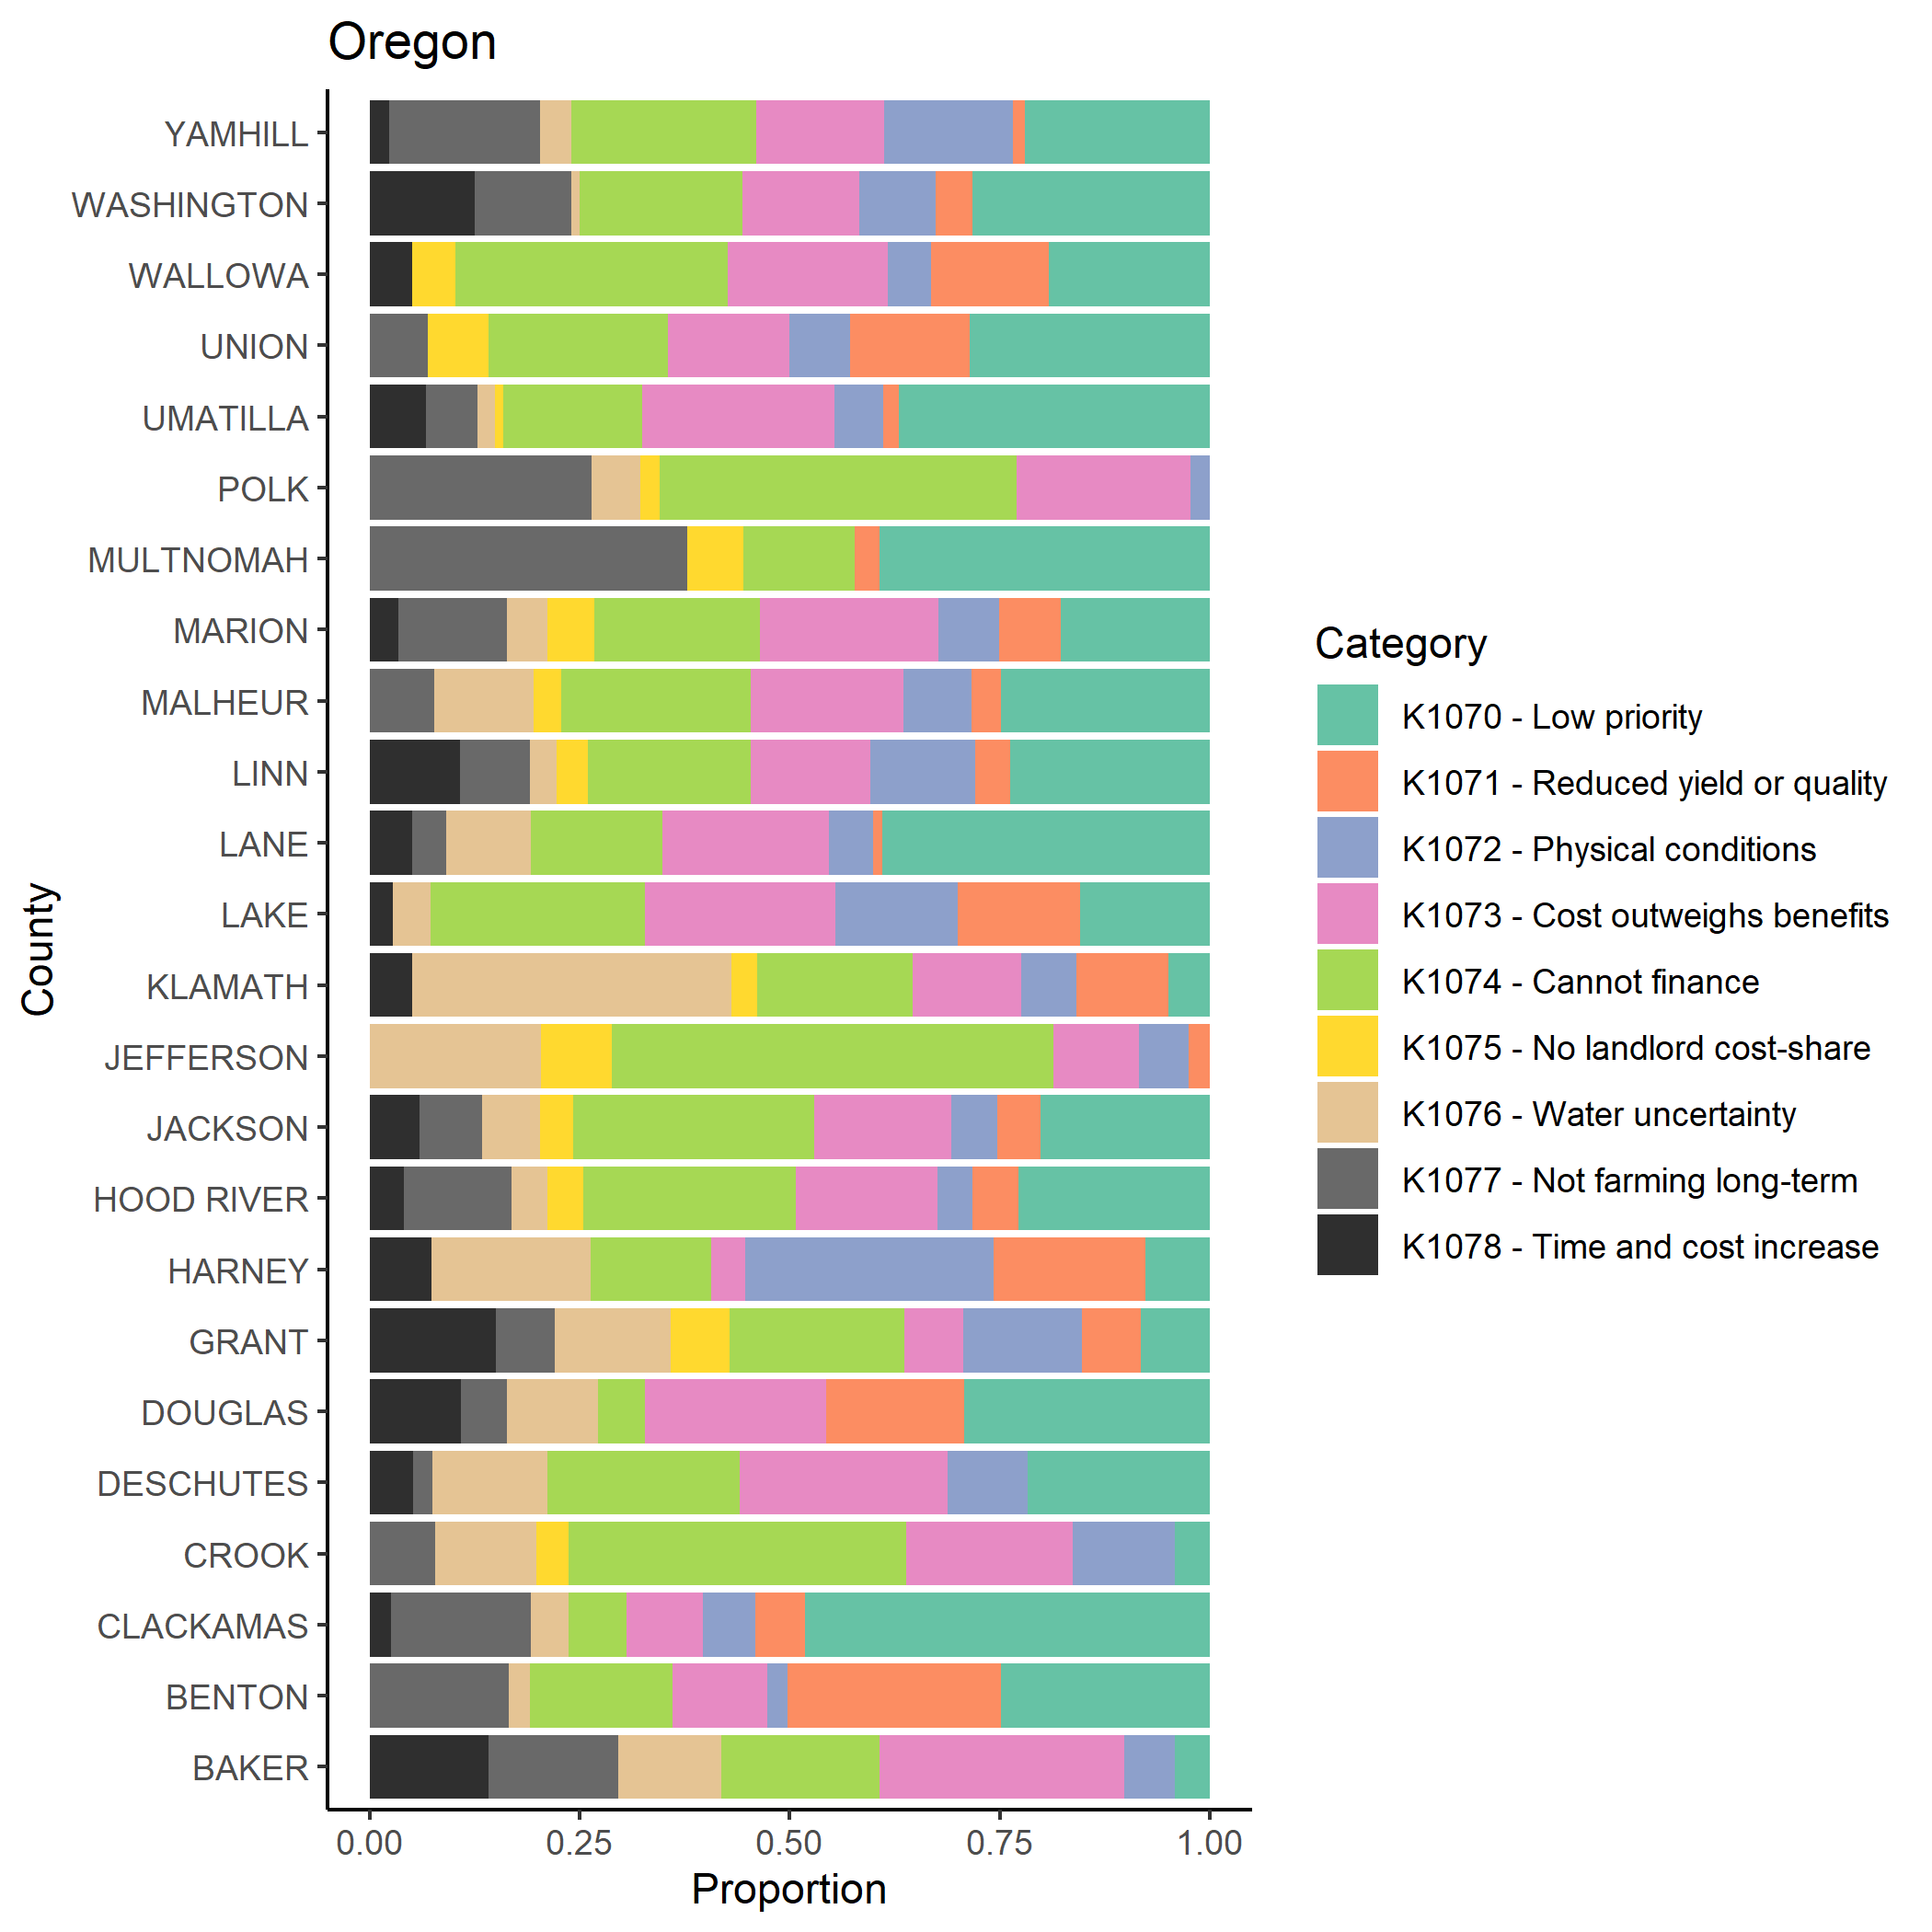 Oregon
YAMHILL
WASHINGTON
WALLOWA
UNION
UMATILLA
POLK
MULTNOMAH
MARION
MALHEUR
LINN
LANE
LAKE
KLAMATH
JEFFERSON
JACKSON
HOOD RIVER
HARNEY
GRANT
DOUGLAS
DESCHUTES
CROOK
CLACKAMAS
BENTON
BAKER
County
0.00 0.25 0.50 0.75 1.00
Proportion
Category
K1070 - Low priority
K1071 - Reduced yield or quality
K1072 - Physical conditions
K1073 - Cost outweighs benefits
K1074 - Cannot finance
K1075 - No landlord cost-share
K1076 - Water uncertainty
K1077 - Not farming long-term
K1078 - Time and cost increase